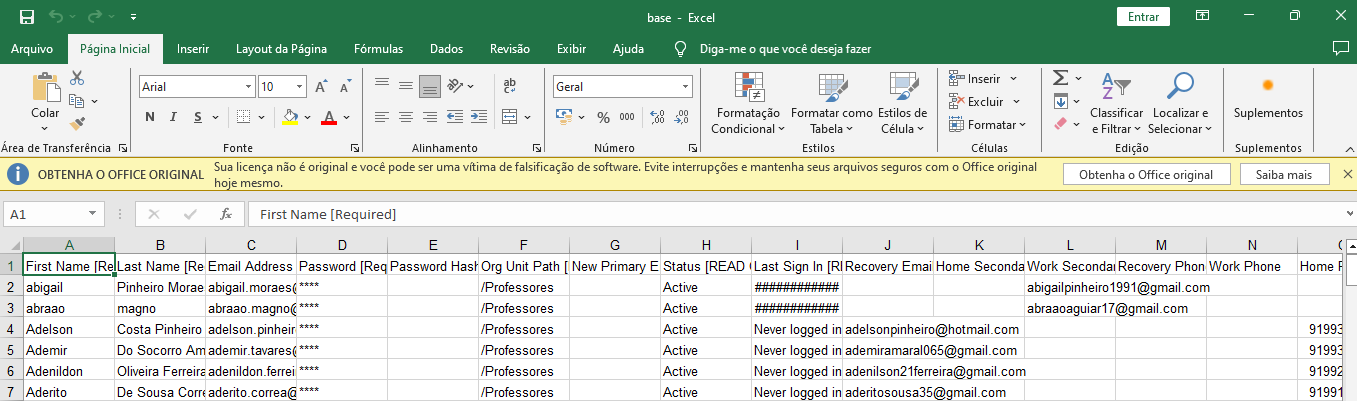 base - Excel
Entrar
Arquivo Página Inicial Inserir Layout da Página Fórmulas Dados Revisão Exibir Ajuda Diga-me o que você deseja fazer
Colar
Arial 10
N I S
ab c
Geral
% 000
Formatação Condicional
Formatar como Tabela
Estilos de Célula
Inserir
Excluir
Formatar
Classificar e Filtrar
Localizar e Selecionar
Suplementos
Área de Transferência Fonte Alinhamento Número Estilos Células Edição Suplementos
OBTENHA O OFFICE ORIGINAL Sua licença não é original e você pode ser uma vítima de falsificação de software. Evite interrupções e mantenha seus arquivos seguros com o Office original
hoje mesmo.
Obtenha o Office original Saiba mais
A1 fx First Name [Required]
A B C D E F G H I J K L M N
1 First Name [Re Last Name [Re Email Address Password [Req Password Hash Org Unit Path [ New Primary E Status [READ Last Sign In [R Recovery Email Home Seconda Work Secondar Recovery Phon Work Phone Home
2 abigail Pinheiro Morae abigail.moraes@ **** /Professores Active ############ abigailpinheiro1991@gmail.com
3 abraao magno abraao.magno@ **** /Professores Active ############ abraaoaguiar17@gmail.com
4 Adelson Costa Pinheiro adelson.pinheir **** /Professores Active Never logged in adelsonpinheiro@hotmail.com 91993
5 Ademir Do Socorro Am ademir.tavares@ **** /Professores Active Never logged in ademiramaral065@gmail.com 91993
6 Adenildon Oliveira Ferreira adenildon.ferrei **** /Professores Active Never logged in adenilson21ferreira@gmail.com 91992
7 Aderito De Sousa Corre aderito.correa@ **** /Professores Active Never logged in aderitosousa35@gmail.com 91991